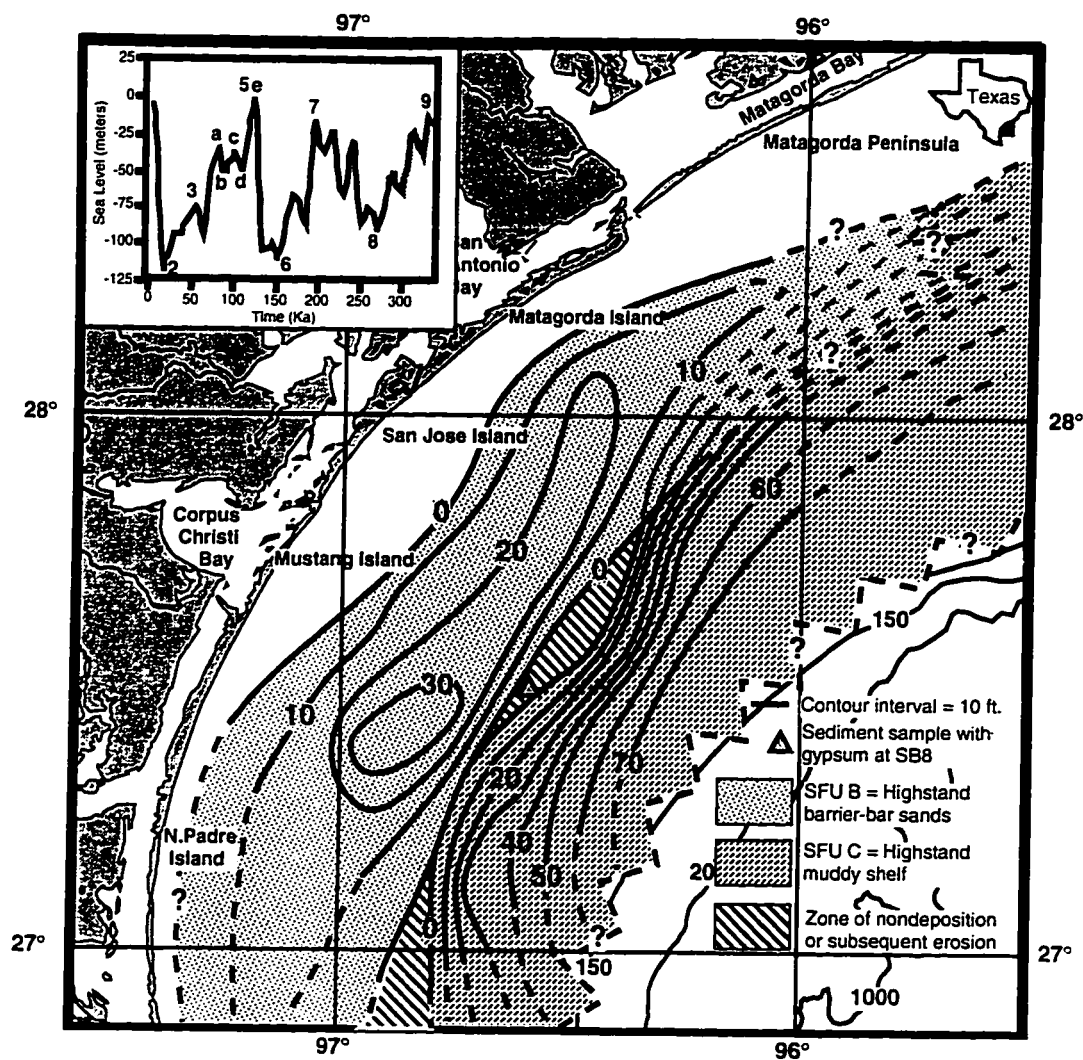 97°
96°
25
0
-25
-50
-75
-100
-125
Sea Level (meters)
5e
7
9
a
c
b
d
3
2
6
8
0
50
100
150
200
250
300
Time (Ka)
Texas
Matagorda Bay
Matagorda Peninsula
?
?
?
Matagorda Island
10
28°
28°
San Jose Island
60
0
Corpus
Christi
Bay
20
Mustang Island
0
?
150
?
30
10
Contour interval = 10 ft.
Sediment sample with
gypsum at SB8
20
70
SFU B = Highstand
barrier-bar sands
N.Padre
Island
40
50
20
SFU C = Highstand
muddy shelf
?
0
?
Zone of nondeposition
or subsequent erosion
27°
27°
150
1000
97°
96°